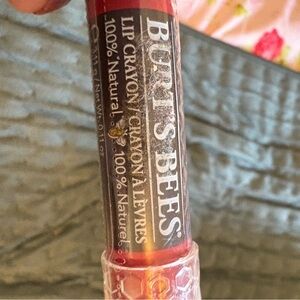 BURT'S BEES®
LIP CRAYON / CRAYON À LÈVRES
100% Natural 100% Naturel